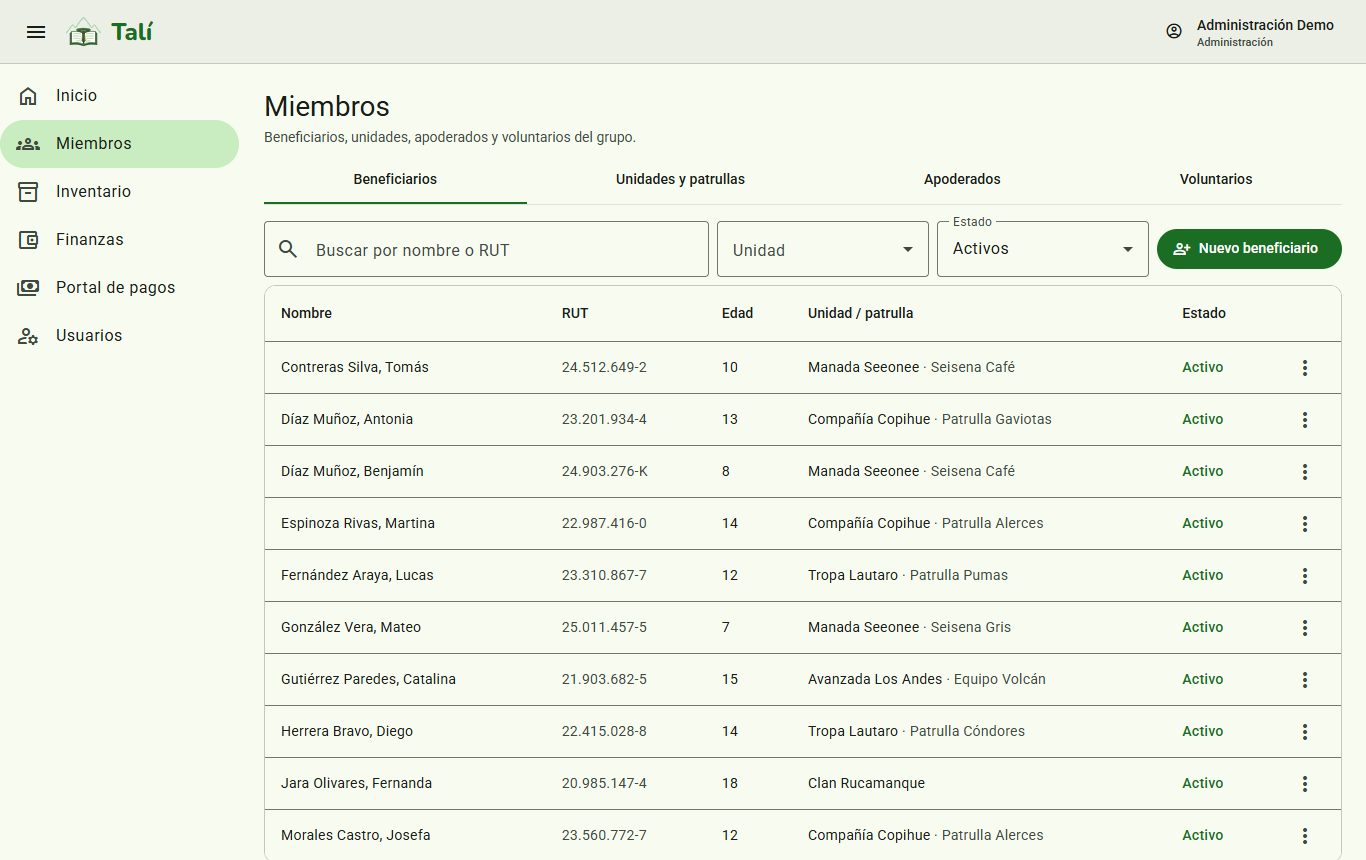 Talí
Administración Demo
Administración
Inicio
Miembros
Inventario
Finanzas
Portal de pagos
Usuarios
Miembros
Beneficiarios, unidades, apoderados y voluntarios del grupo.
Beneficiarios Unidades y patrullas Apoderados Voluntarios
Buscar por nombre o RUT
Unidad
Estado
Activos
Nuevo beneficiario
Nombre RUT Edad Unidad / patrulla Estado
Contreras Silva, Tomás 24.512.649-2 10 Manada Seeonee · Seisena Café Activo
Díaz Muñoz, Antonia 23.201.934-4 13 Compañía Copihue · Patrulla Gaviotas Activo
Díaz Muñoz, Benjamín 24.903.276-K 8 Manada Seeonee · Seisena Café Activo
Espinoza Rivas, Martina 22.987.416-0 14 Compañía Copihue · Patrulla Alerces Activo
Fernández Araya, Lucas 23.310.867-7 12 Tropa Lautaro · Patrulla Pumas Activo
González Vera, Mateo 25.011.457-5 7 Manada Seeonee · Seisena Gris Activo
Gutiérrez Paredes, Catalina 21.903.682-5 15 Avanzada Los Andes · Equipo Volcán Activo
Herrera Bravo, Diego 22.415.028-8 14 Tropa Lautaro · Patrulla Cóndores Activo
Jara Olivares, Fernanda 20.985.147-4 18 Clan Rucamanque Activo
Morales Castro, Josefa 23.560.772-7 12 Compañía Copihue · Patrulla Alerces Activo